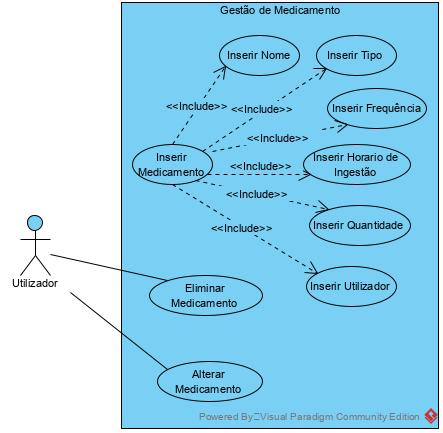 Gestão de Medicamento
Inserir Nome
Inserir Tipo
<<Include>>
<<Include>>
Inserir Frequência
<<Include>>
Inserir
Medicamento
<<Include>>
Inserir Horario de
Ingestão
<<Include>>
<<Include>>
Inserir Quantidade
Utilizador
Eliminar
Medicamento
Inserir Utilizador
Alterar
Medicamento
Powered By Visual Paradigm Community Edition